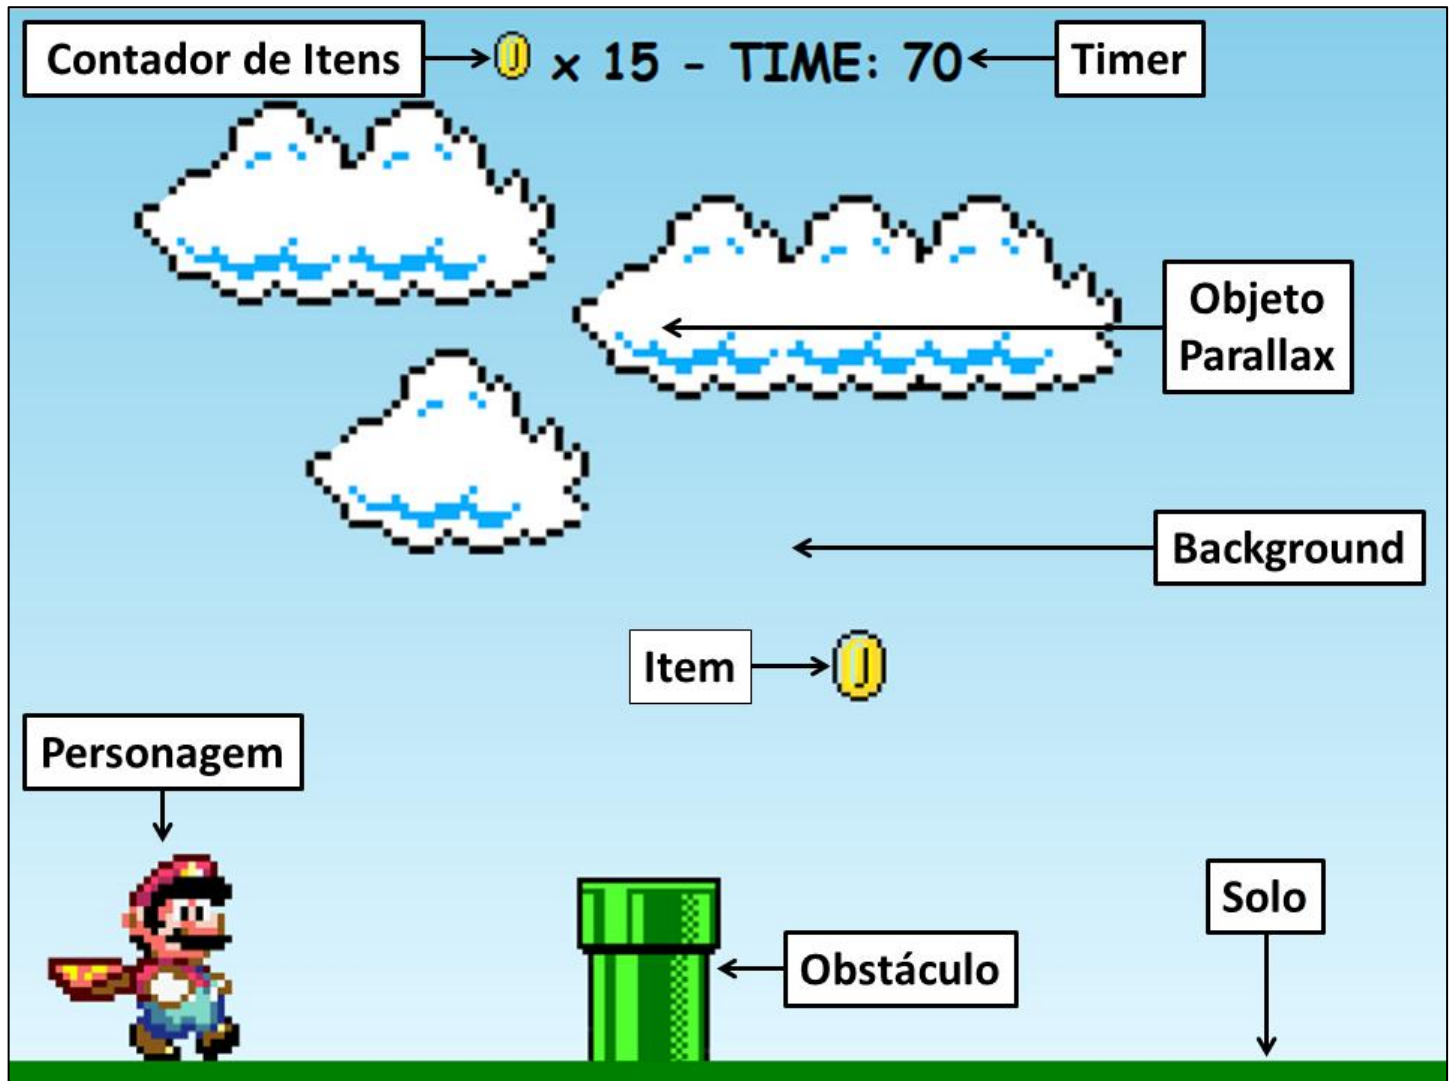 Contador de Itens
x 15 - TIME: 70
Timer
Objeto
Parallax
Background
Item
Personagem
Solo
Obstáculo